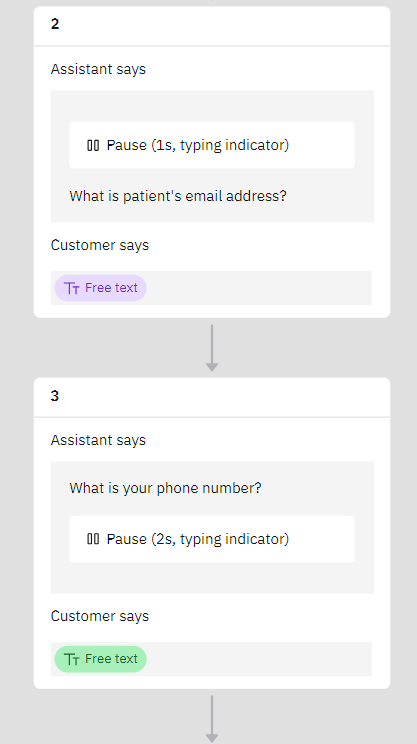 2
Assistant says
Pause (1s, typing indicator)
What is patient's email address?
Customer says
Free text
3
Assistant says
What is your phone number?
Pause (2s, typing indicator)
Customer says
Free text